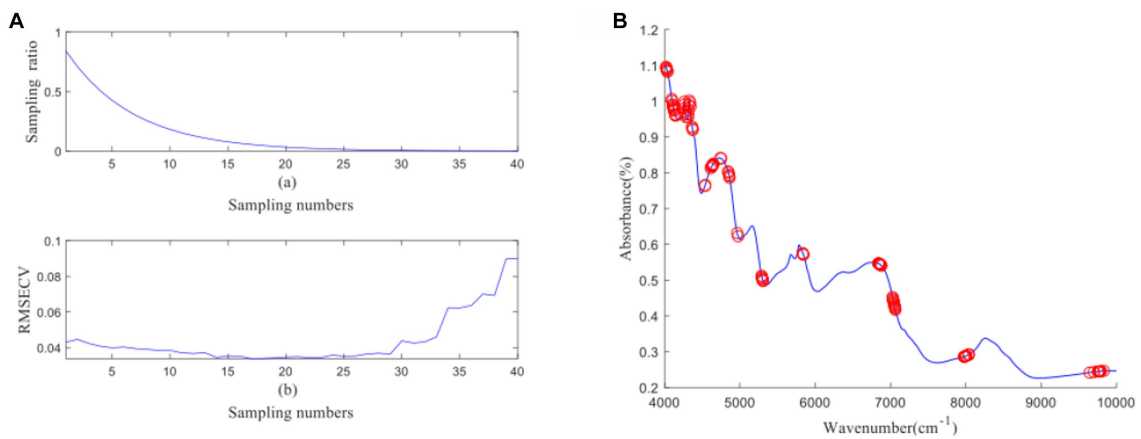 A
Sampling ratio
1
0.5
0
5 10 15 20 25 30 35 40
(a)
Sampling numbers
RMSECV
0.1
0.08
0.06
0.04
5 10 15 20 25 30 35 40
(b)
Sampling numbers
B
Absorbance(%)
1.2
1.1
1
0.9
0.8
0.7
0.6
0.5
0.4
0.3
0.2
4000 5000 6000 7000 8000 9000 10000
Wavenumber(cm⁻¹)